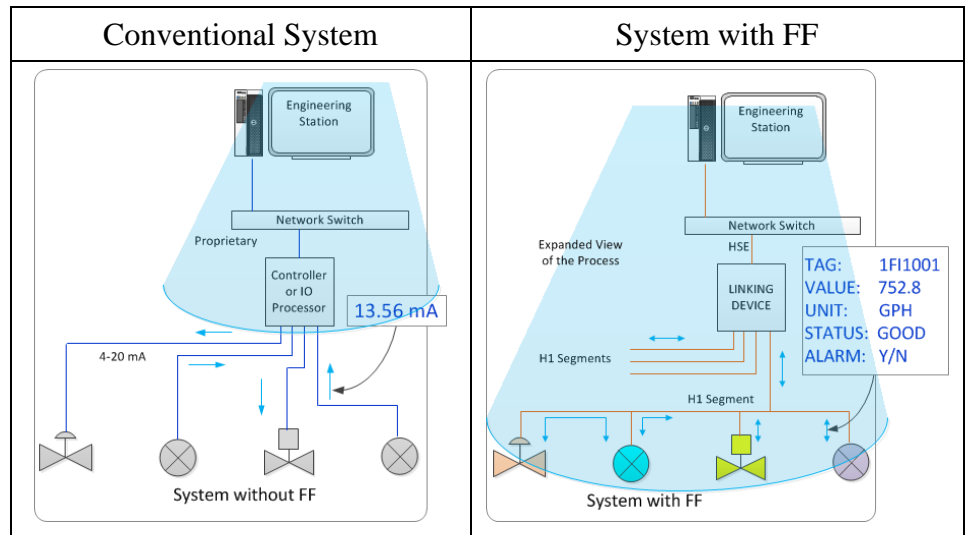 Conventional System
System with FF
Engineering
Station
Network Switch
Proprietary
Controller
or IO
Processor
13.56 mA
4-20 mA
System without FF
Engineering
Station
Network Switch
Expanded View
of the Process
HSE
LINKING
DEVICE
TAG: 1FI1001
VALUE: 752.8
UNIT: GPH
STATUS: GOOD
ALARM: Y/N
H1 Segments
H1 Segment
System with FF